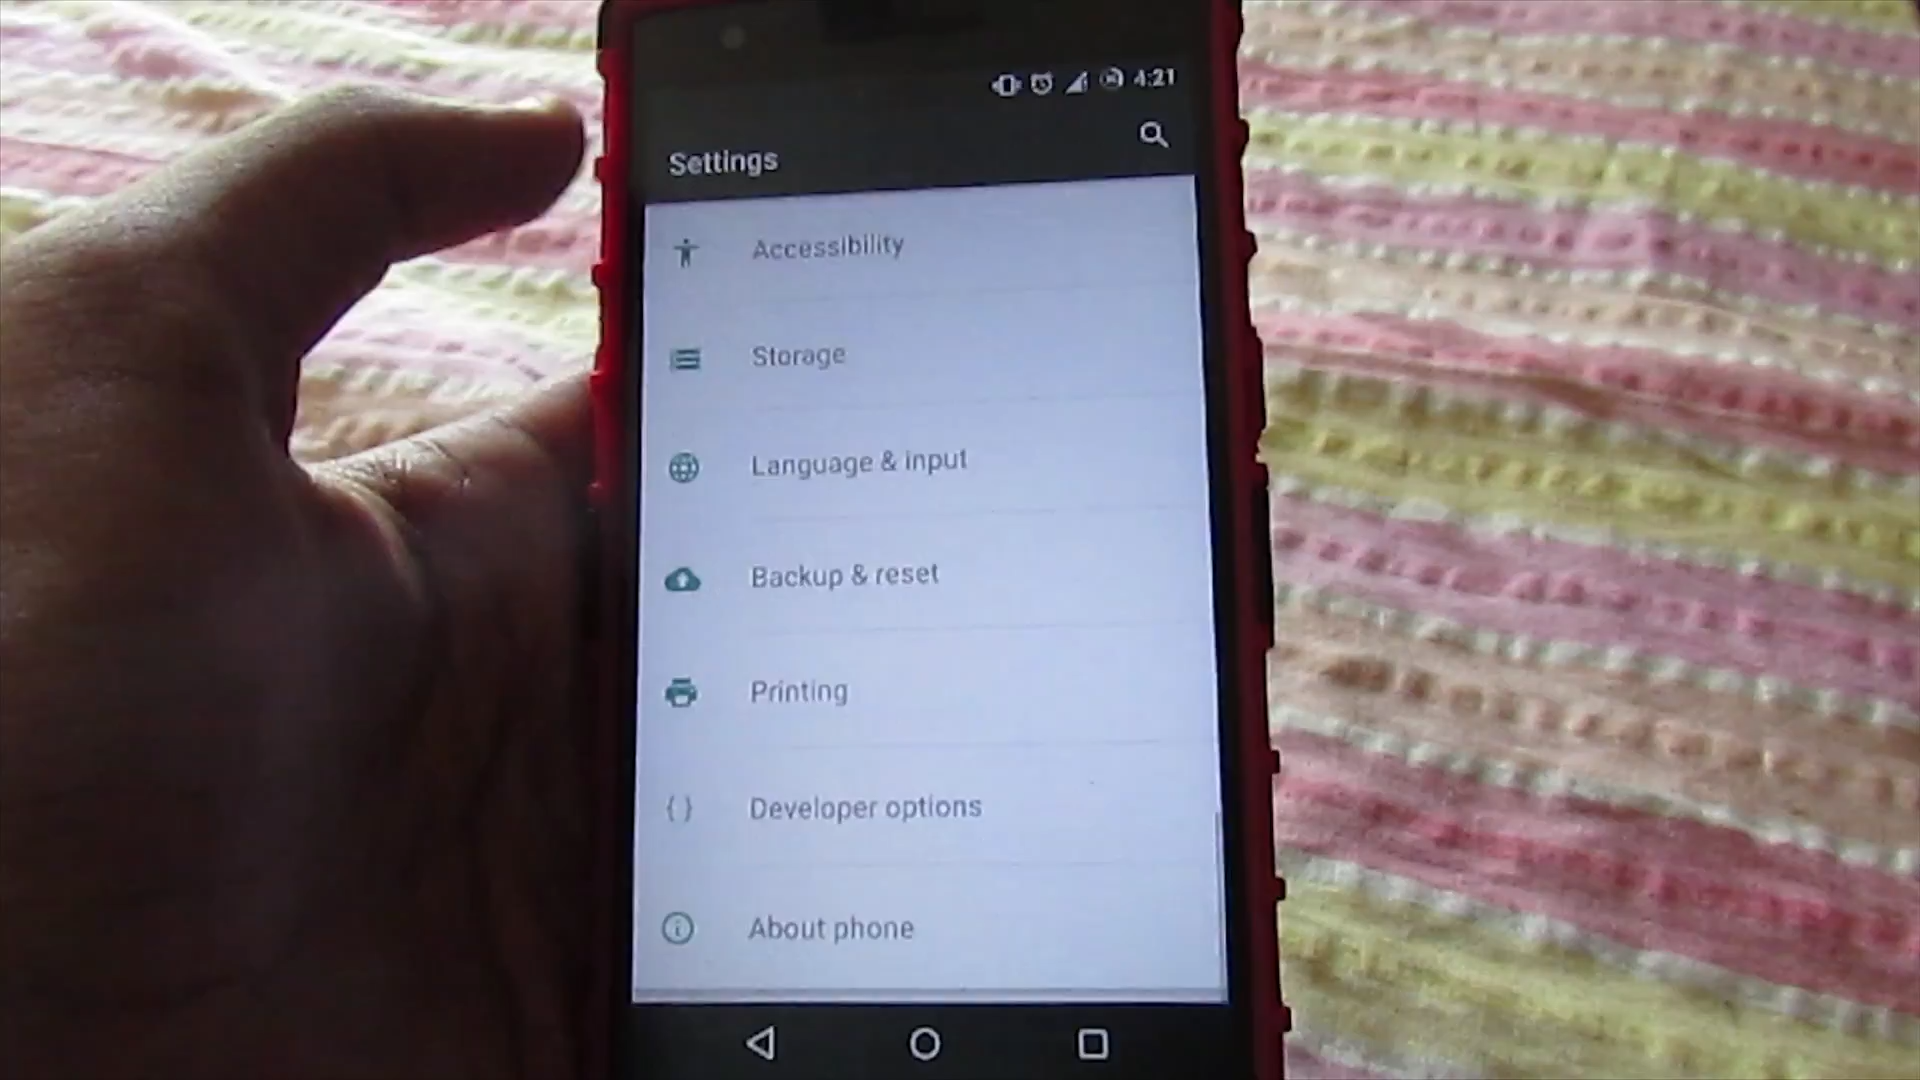 4:21
Settings
Accessibility
Storage
Language & input
Backup & reset
Printing
{ } Developer options
About phone